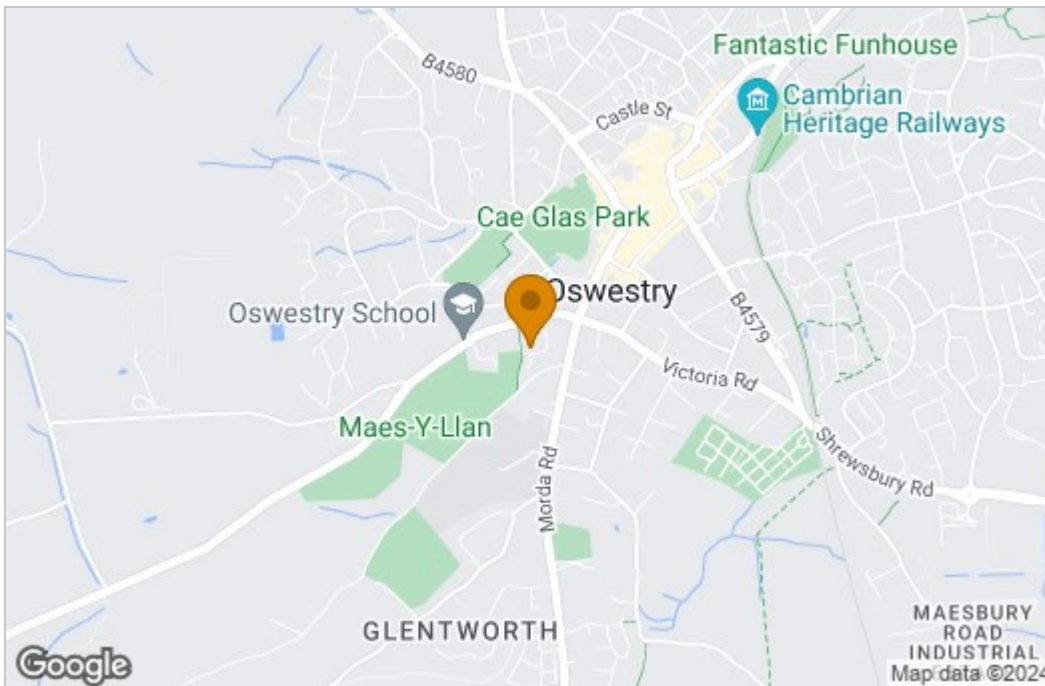 Fantastic Funhouse
B4580
Castle St
Cambrian
Heritage Railways
Cae Glas Park
Oswestry School
Oswestry
B4579
Victoria Rd
Maes-Y-Llan
Shrewsbury Rd
Morda Rd
GLENTWORTH
MAESBURY
ROAD
INDUSTRIAL
Google
Map data ©2024